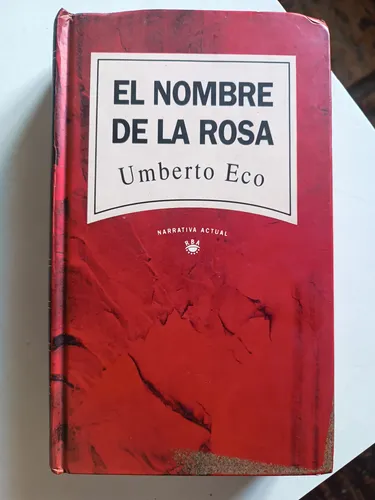 EL NOMBRE
DE LA ROSA
Umberto Eco
NARRATIVA ACTUAL
RBA